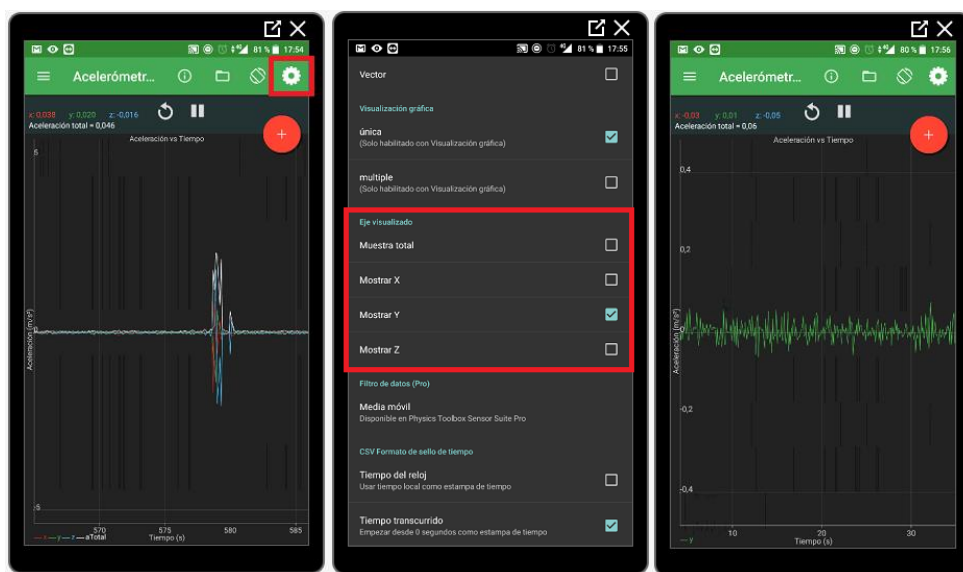 81 % 17:54
Acelerómetr...
x: 0,038 y: 0,020 z: -0,016
Aceleración total = 0,046
Aceleración vs Tiempo
5
0
-5
Aceleración (m/s²)
570 575 580 585
x y z aTotal
Tiempo (s)
81 % 17:55
Vector
Visualización gráfica
única
(Solo habilitado con Visualización gráfica)
multiple
(Solo habilitado con Visualización gráfica)
Eje visualizado
Muestra total
Mostrar X
Mostrar Y
Mostrar Z
Filtro de datos (Pro)
Media móvil
Disponible en Physics Toolbox Sensor Suite Pro
CSV Formato de sello de tiempo
Tiempo del reloj
Usar tiempo local como estampa de tiempo
Tiempo transcurrido
Empezar desde 0 segundos como estampa de tiempo
80 % 17:56
Acelerómetr...
x: -0,03 y: 0,01 z: -0,05
Aceleración total = 0,06
Aceleración vs Tiempo
0,4
0,2
0
-0,2
-0,4
Aceleración (m/s²)
10 20 30
y
Tiempo (s)